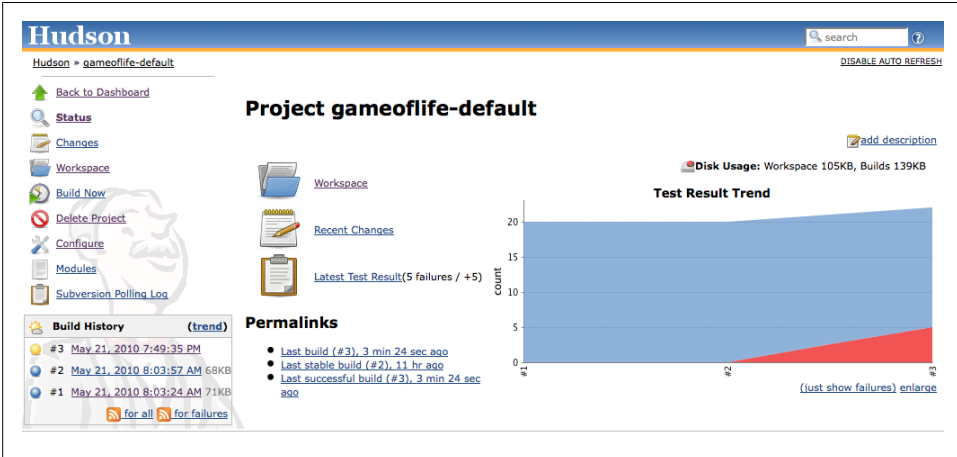 Hudson
search
Hudson » gameoflife-default
DISABLE AUTO REFRESH
Back to Dashboard
Status
Changes
Workspace
Build Now
Delete Project
Configure
Modules
Subversion Polling Log
Build History (trend)
#3 May 21, 2010 7:49:35 PM
#2 May 21, 2010 8:03:57 AM 68KB
#1 May 21, 2010 8:03:24 AM 71KB
for all for failures
Project gameoflife-default
add description
Disk Usage: Workspace 105KB, Builds 139KB
Workspace
Recent Changes
Latest Test Result(5 failures / +5)
Permalinks
Last build (#3), 3 min 24 sec ago
Last stable build (#2), 11 hr ago
Last successful build (#3), 3 min 24 sec
ago
Test Result Trend
count
20
15
10
5
0
#1
#2
#3
(just show failures) enlarge